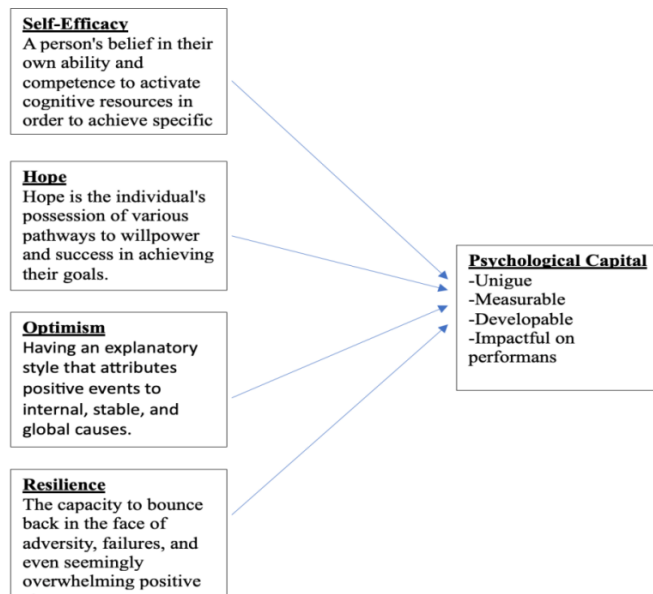 Self-Efficacy
A person's belief in their
own ability and
competence to activate
cognitive resources in
order to achieve specific
Hope
Hope is the individual's
possession of various
pathways to willpower
and success in achieving
their goals.
Optimism
Having an explanatory
style that attributes
positive events to
internal, stable, and
global causes.
Resilience
The capacity to bounce
back in the face of
adversity, failures, and
even seemingly
overwhelming positive
Psychological Capital
-Unigue
-Measurable
-Developable
-Impactful on
performans